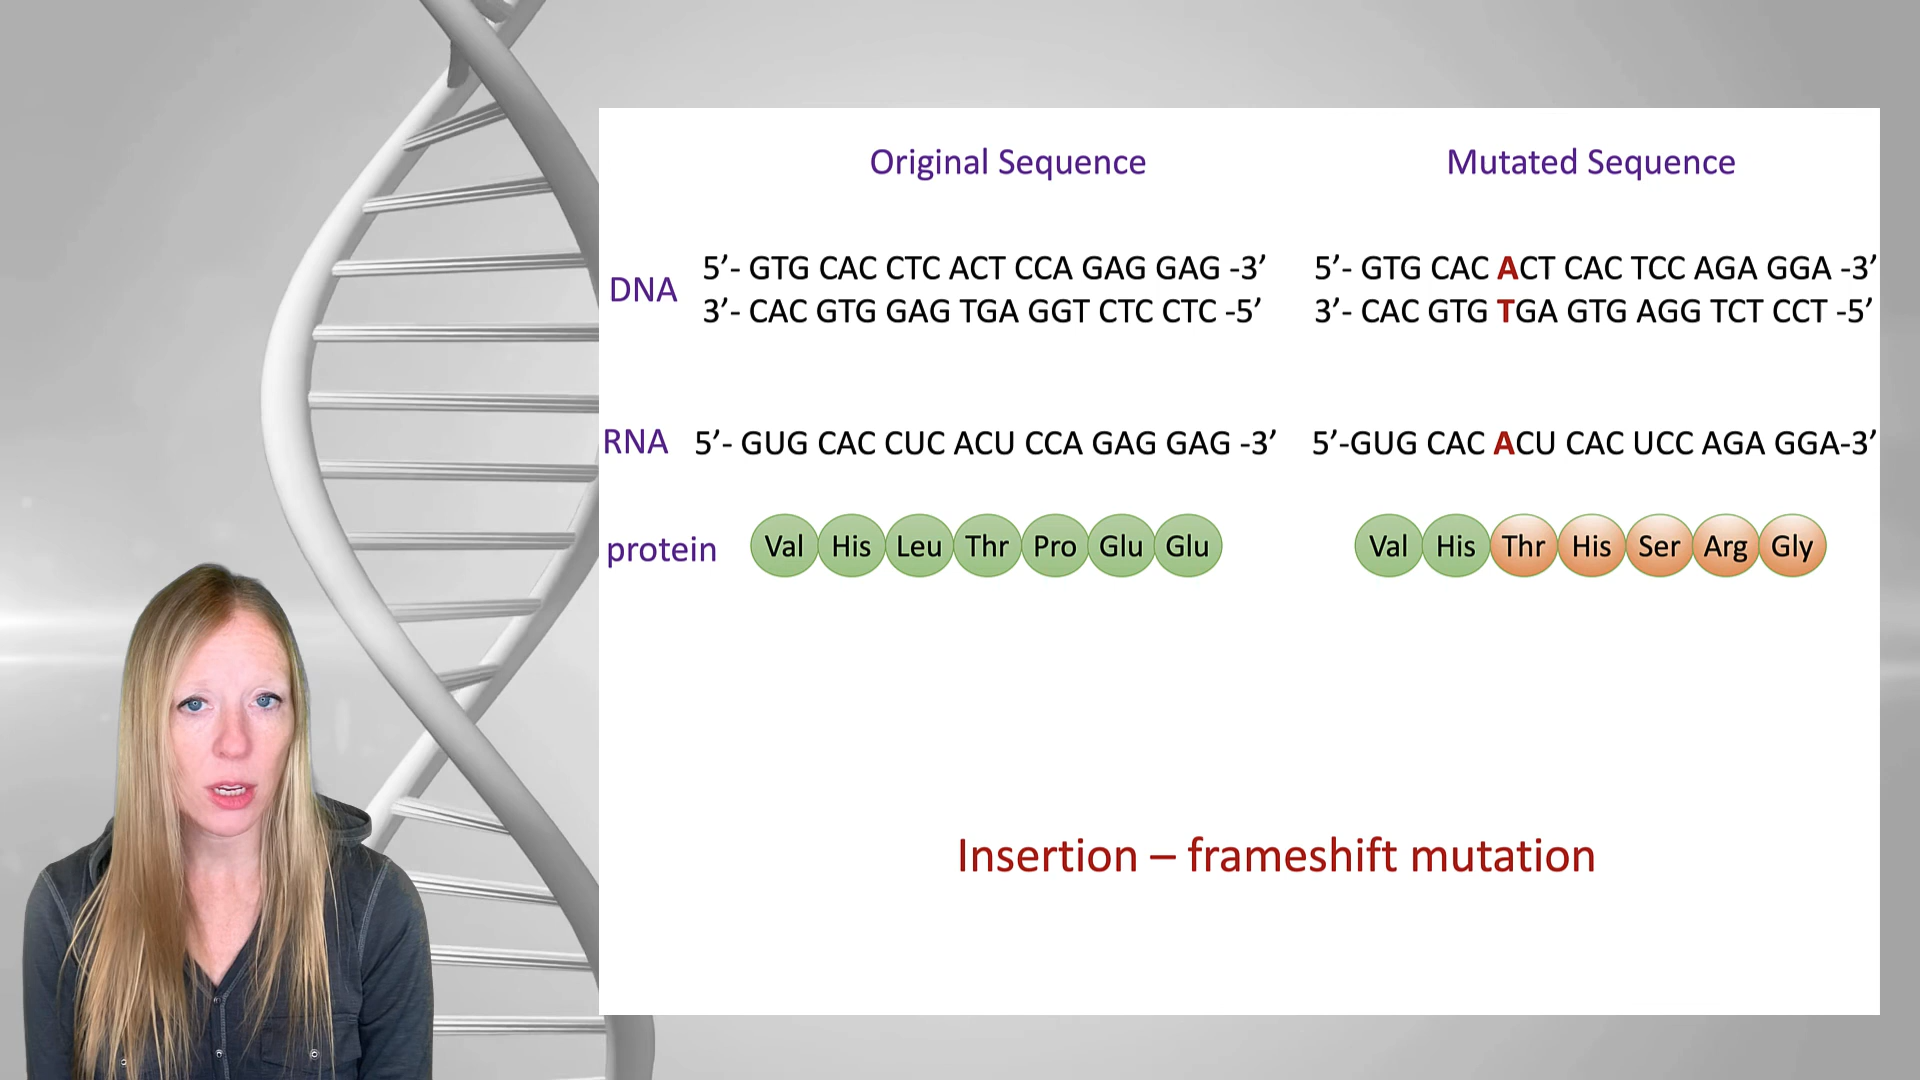 Original Sequence
Mutated Sequence
DNA
5’- GTG CAC CTC ACT CCA GAG GAG -3’
3’- CAC GTG GAG TGA GGT CTC CTC -5’
5’- GTG CAC ACT CAC TCC AGA GGA -3’
3’- CAC GTG TGA GTG AGG TCT CCT -5’
RNA
5’- GUG CAC CUC ACU CCA GAG GAG -3’
5’-GUG CAC ACU CAC UCC AGA GGA-3’
protein
Val His Leu Thr Pro Glu Glu
Val His Thr His Ser Arg Gly
Insertion – frameshift mutation